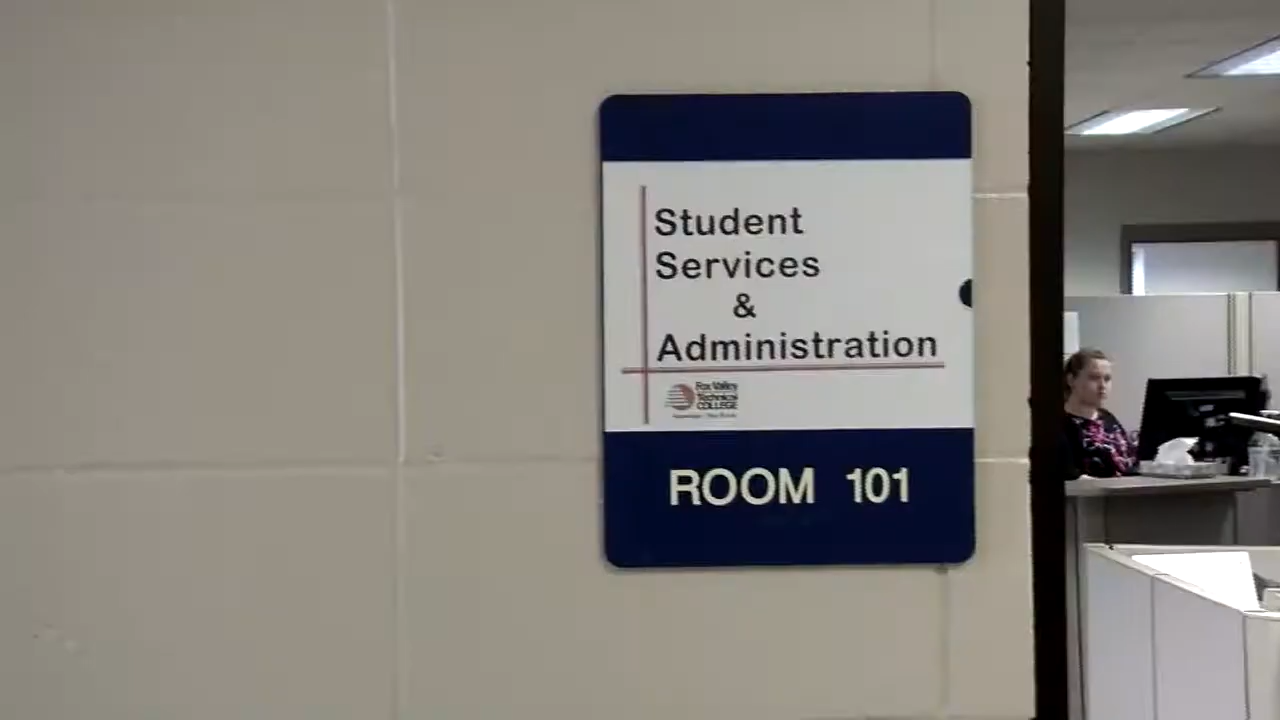 Student
Services
&
Administration
Fox Valley
Technical
COLLEGE
ROOM 101